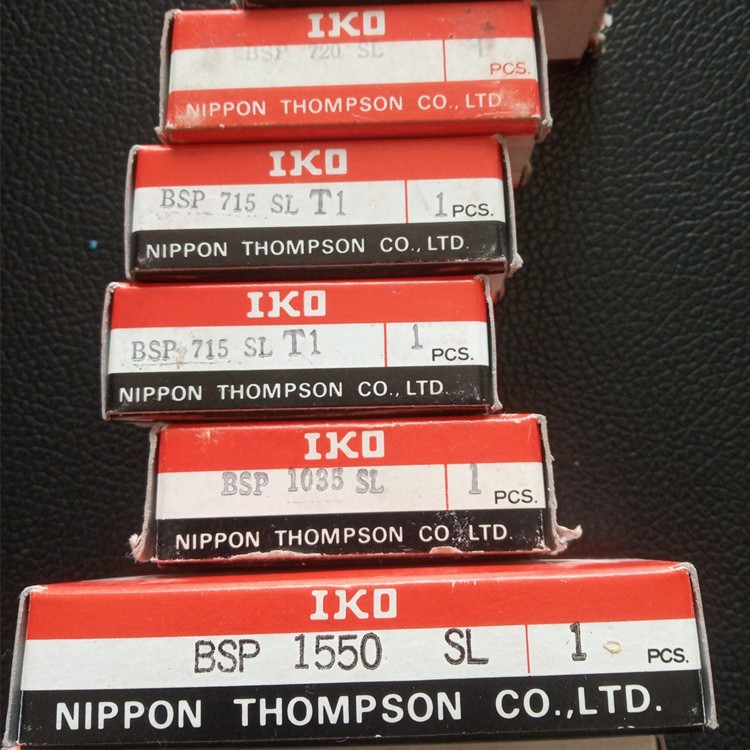 IKO
BSP 720 SL 1 PCS.
NIPPON THOMPSON CO., LTD.
IKO
BSP 715 SL T1 1 PCS.
NIPPON THOMPSON CO., LTD.
IKO
BSP 715 SL T1 1 PCS.
NIPPON THOMPSON CO., LTD.
IKO
BSP 1035 SL 1 PCS.
NIPPON THOMPSON CO., LTD.
IKO
BSP 1550 SL 1 PCS.
NIPPON THOMPSON CO.,LTD.